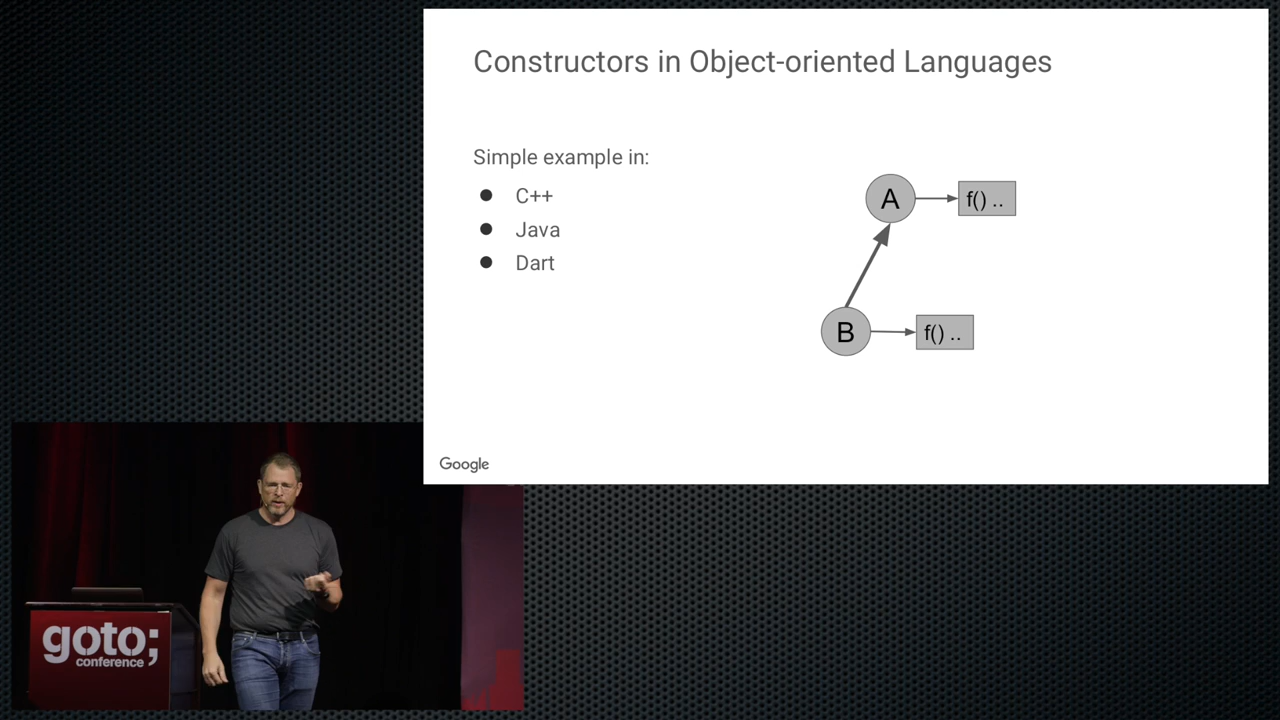 Constructors in Object-oriented Languages
Simple example in:
● C++
● Java
● Dart
A
f() ..
B
f() ..
Google
goto;
conference